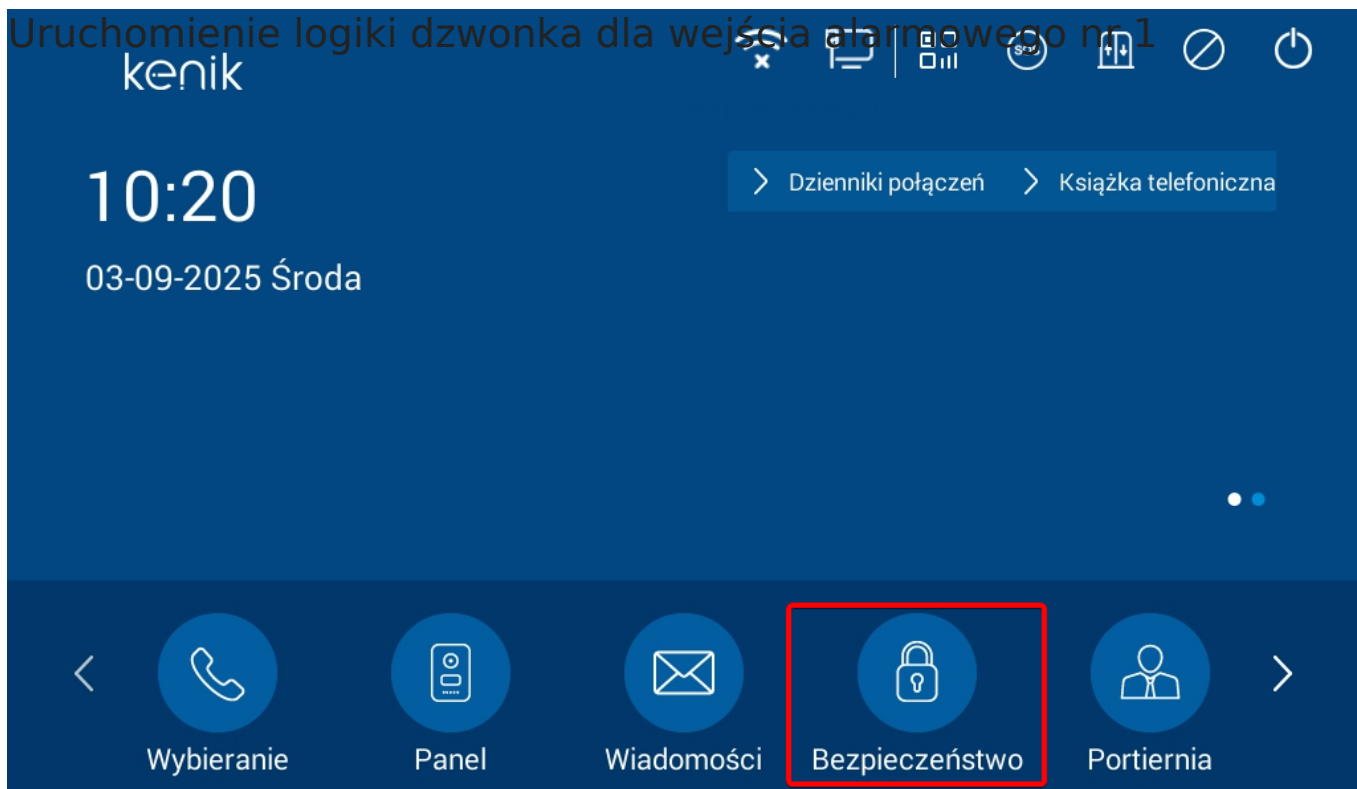 Uruchomienie logiki dzwonka dla wejścia alarmowego nr 1
kenik
SOS
10:20
Dzienniki połączeń
Książka telefoniczna
03-09-2025 Środa
Wybieranie
Panel
Wiadomości
Bezpieczeństwo
Portiernia